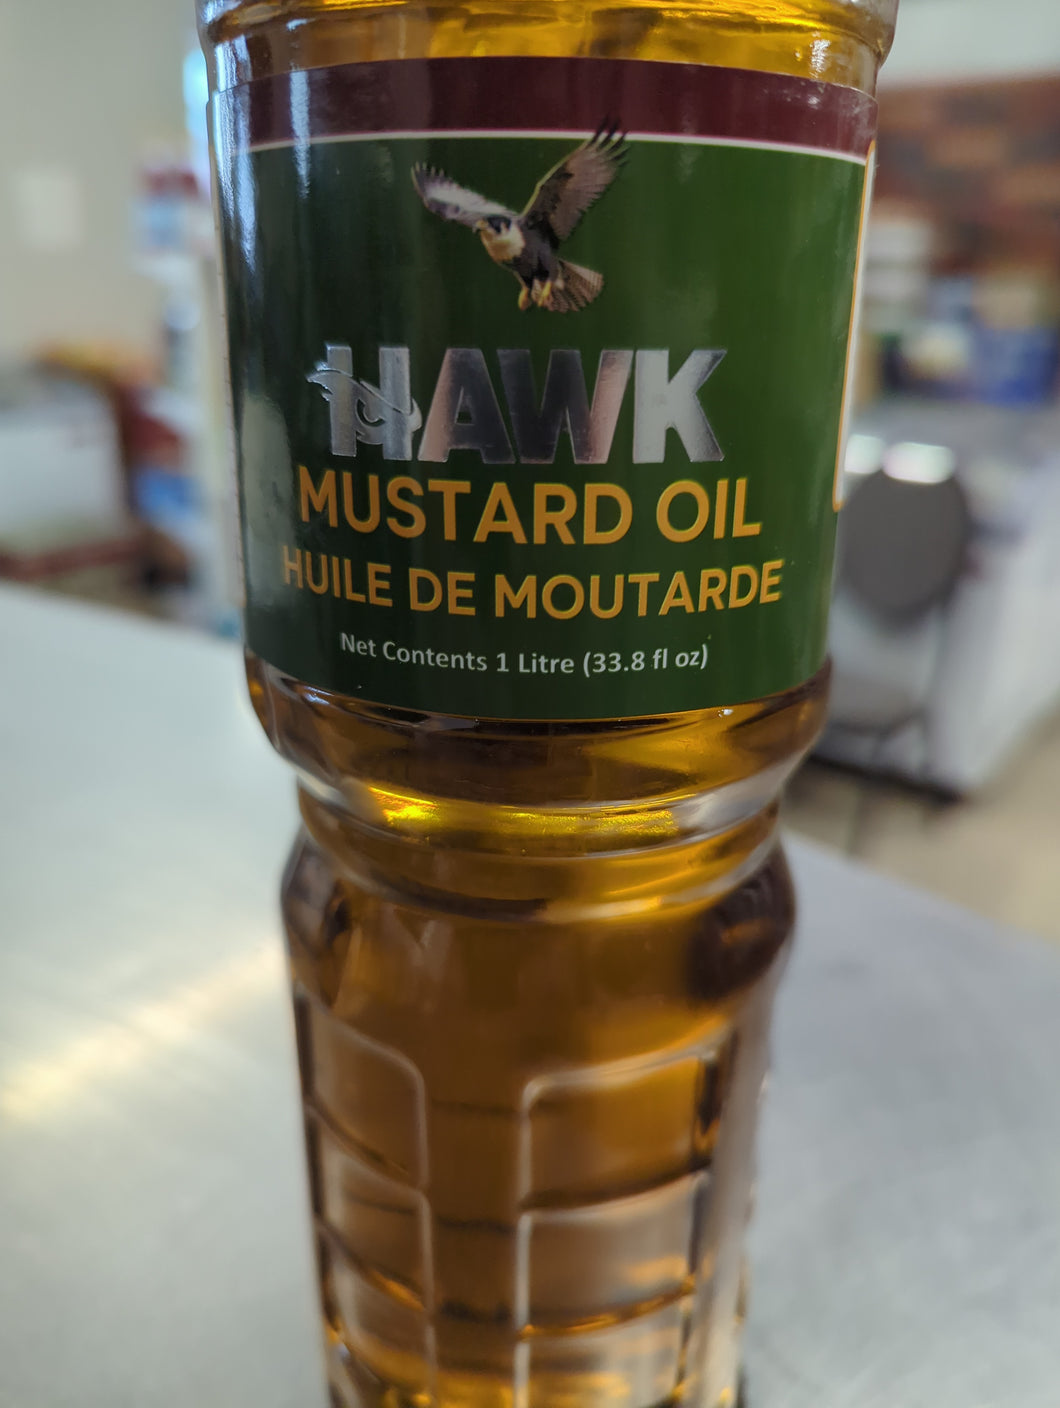 HAWK
MUSTARD OIL
HUILE DE MOUTARDE
Net Contents 1 Litre (33.8 fl oz)